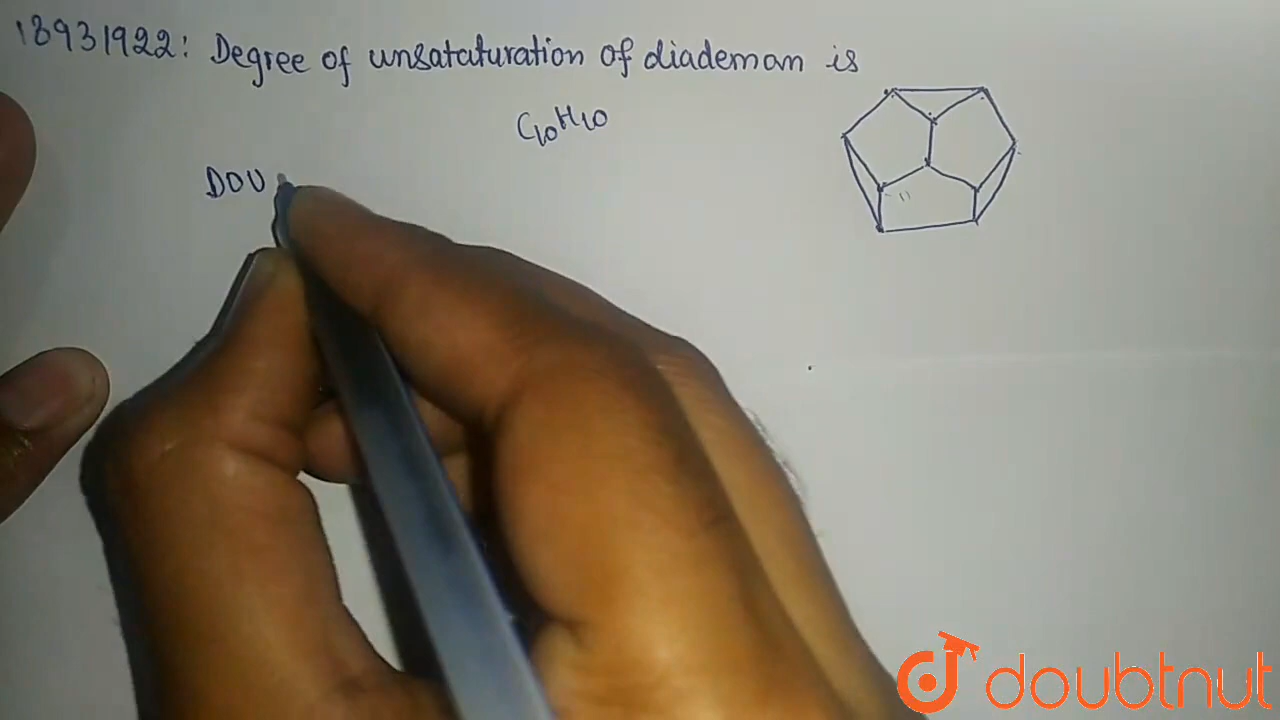 18931922: Degree of unsataturation of diademan is
C10H10
DOU
doubtnut